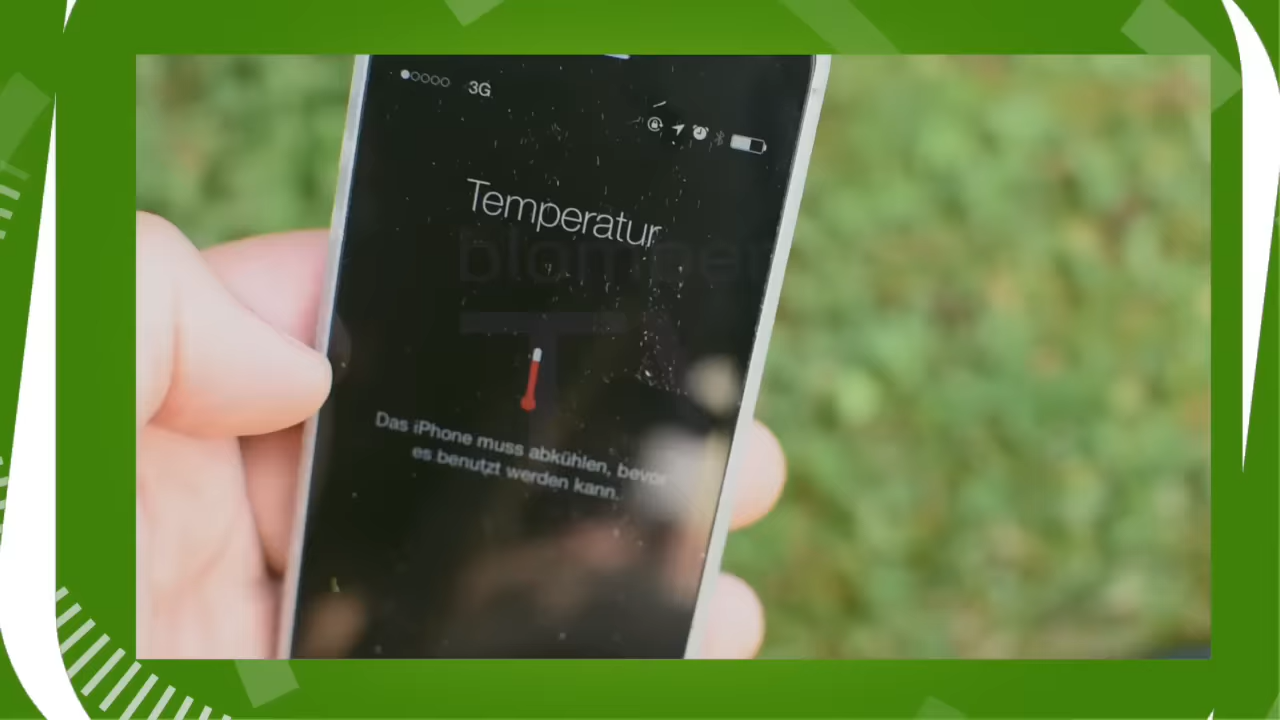 3G
Temperatur
Das iPhone muss abkühlen, bevor
es benutzt werden kann.